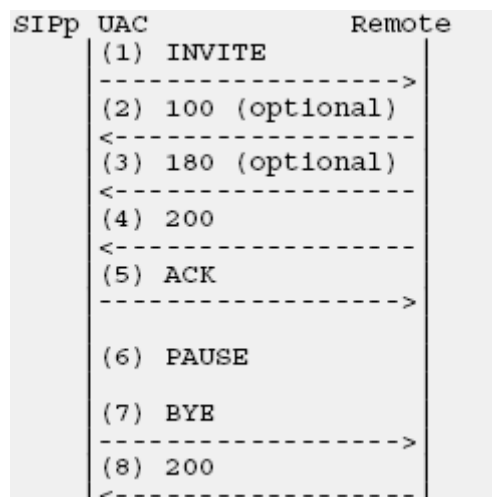 SIPp UAC Remote
(1) INVITE
(2) 100 (optional)
(3) 180 (optional)
(4) 200
(5) ACK
(6) PAUSE
(7) BYE
(8) 200